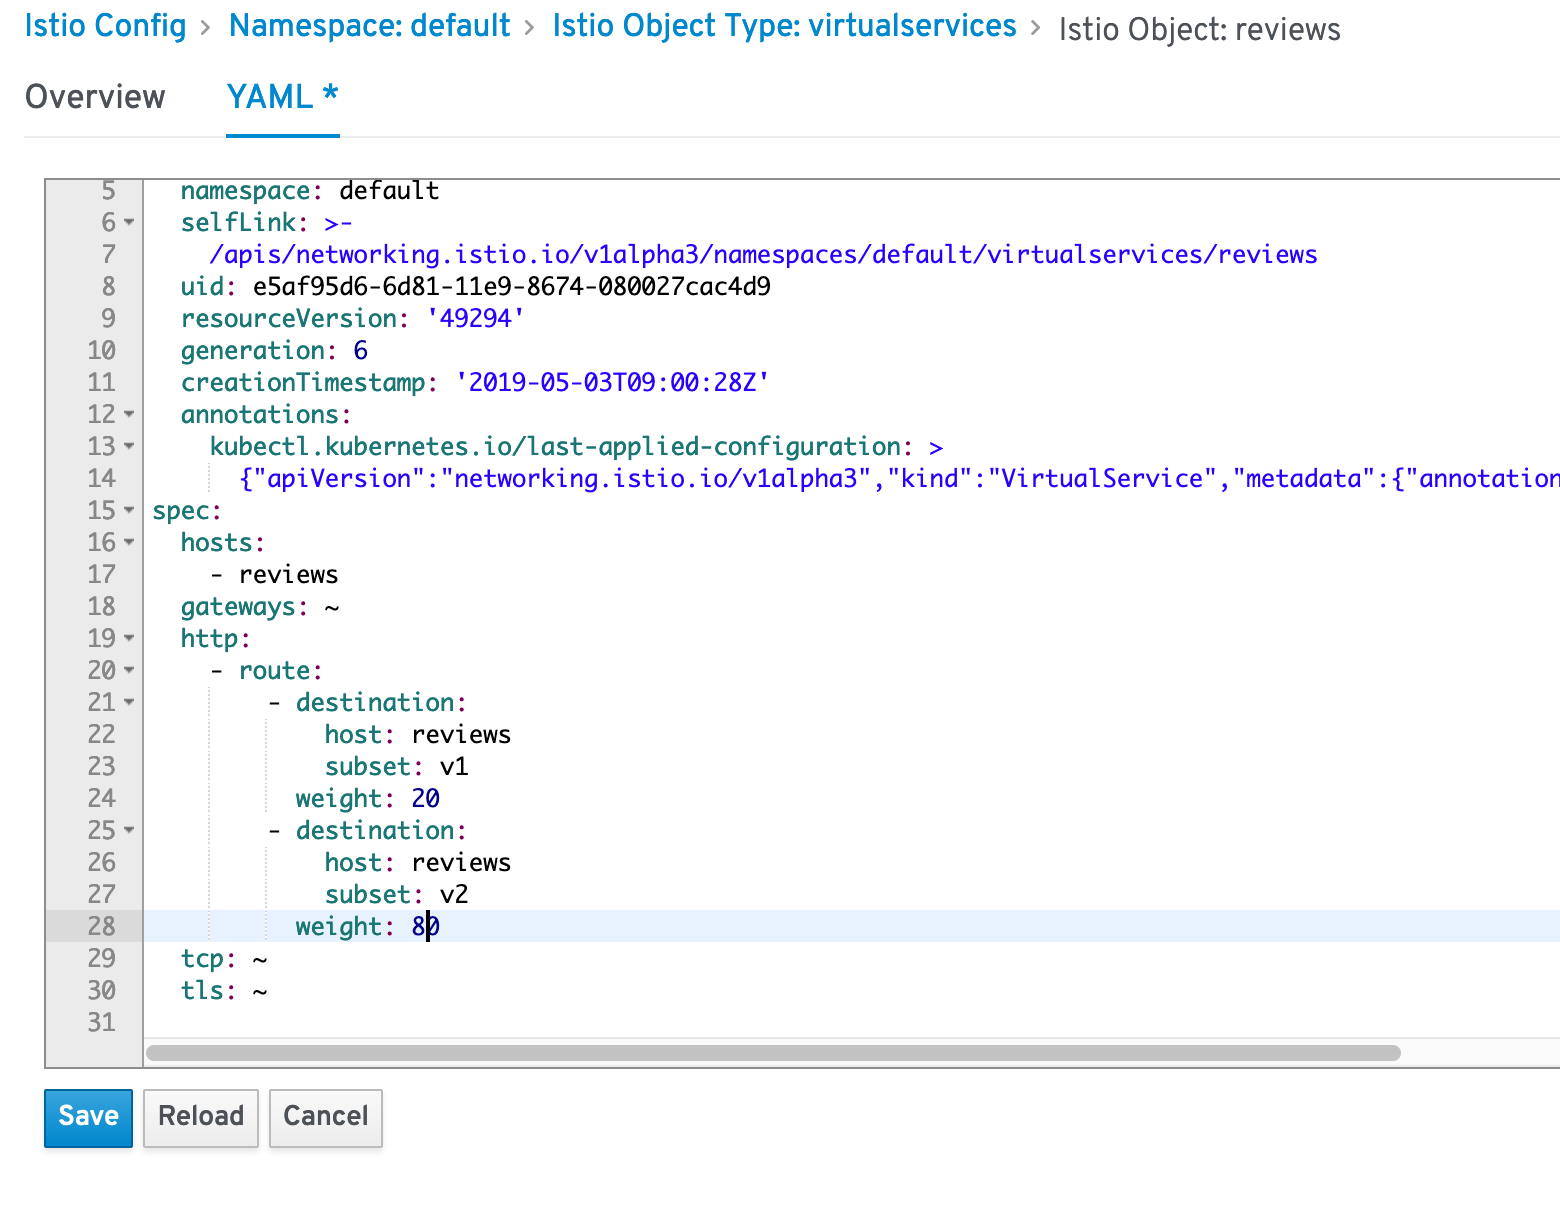 Istio Config › Namespace: default › Istio Object Type: virtualservices › Istio Object: reviews
Overview YAML *
5 namespace: default
6 selfLink: >-
7 /apis/networking.istio.io/v1alpha3/namespaces/default/virtualservices/reviews
8 uid: e5af95d6-6d81-11e9-8674-080027cac4d9
9 resourceVersion: '49294'
10 generation: 6
11 creationTimestamp: '2019-05-03T09:00:28Z'
12 annotations:
13 kubectl.kubernetes.io/last-applied-configuration: >
14 {"apiVersion":"networking.istio.io/v1alpha3","kind":"VirtualService","metadata":{"annotation
15 spec:
16 hosts:
17 - reviews
18 gateways: ~
19 http:
20 - route:
21 - destination:
22 host: reviews
23 subset: v1
24 weight: 20
25 - destination:
26 host: reviews
27 subset: v2
28 weight: 80
29 tcp: ~
30 tls: ~
31
Save Reload Cancel